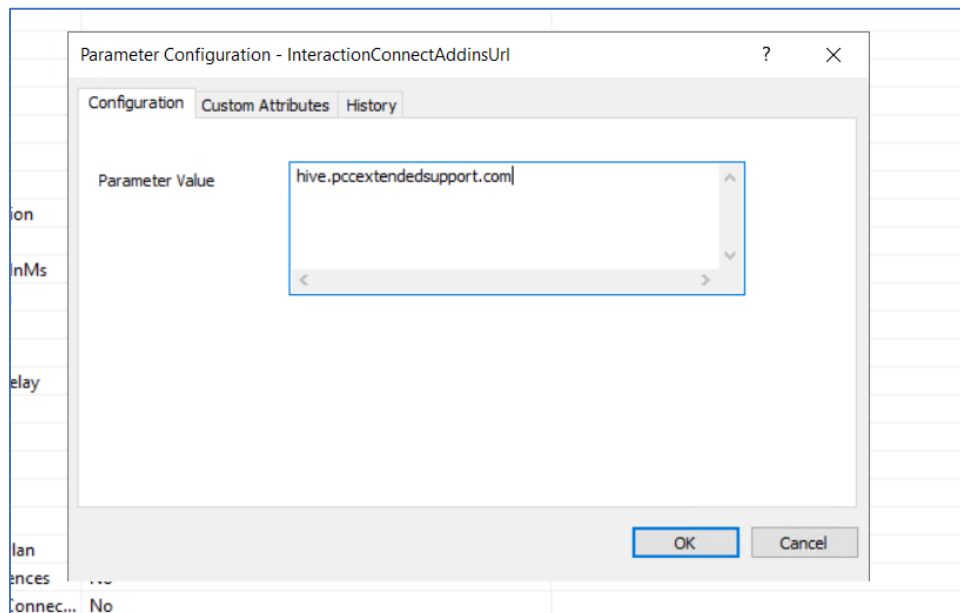 Parameter Configuration - InteractionConnectAddinsUrl
?
Configuration Custom Attributes History
Parameter Value
hive.pccextendedsupport.com
ion
InMs
elay
OK Cancel
lan
ences No
Connec... No